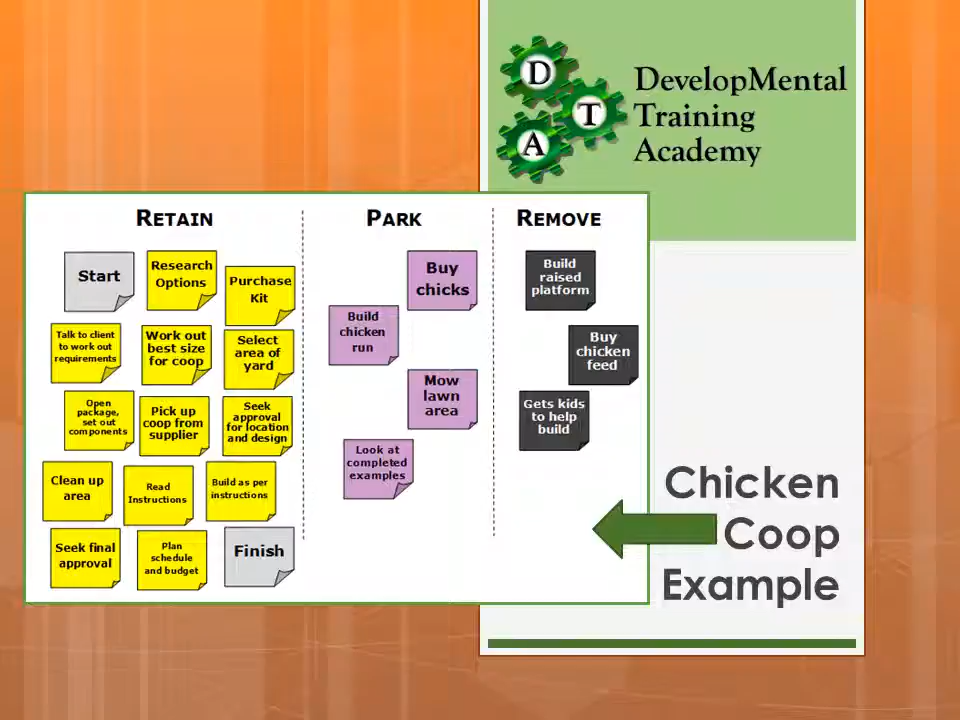 D
T
A
DevelopMental
Training
Academy
RETAIN
PARK
REMOVE
Start
Research
Options
Purchase
Kit
Talk to client
to work out
requirements
Work out
best size
for coop
Select
area of
yard
Open
package,
set out
components
Pick up
coop from
supplier
Seek
approval
for location
and design
Clean up
area
Read
Instructions
Build as per
instructions
Seek final
approval
Plan
schedule
and budget
Finish
Buy
chicks
Build
chicken
run
Mow
lawn
area
Look at
completed
examples
Build
raised
platform
Buy
chicken
feed
Gets kids
to help
build
Chicken
Coop
Example